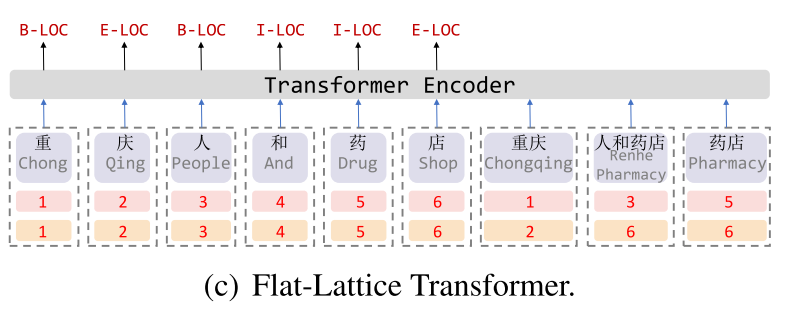 B-LOC E-LOC B-LOC I-LOC I-LOC E-LOC
Transformer Encoder
重 庆 人 和 药 店 重庆 人和药店 药店
Chong Qing People And Drug Shop Chongqing Renhe Pharmacy
Pharmacy
1 2 3 4 5 6 1 3 5
1 2 3 4 5 6 2 6 6
(c) Flat-Lattice Transformer.